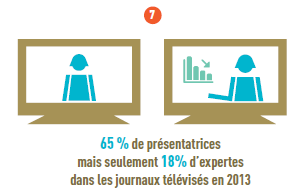 7
65 % de présentatrices
mais seulement 18% d'expertes
dans les journaux télévisés en 2013